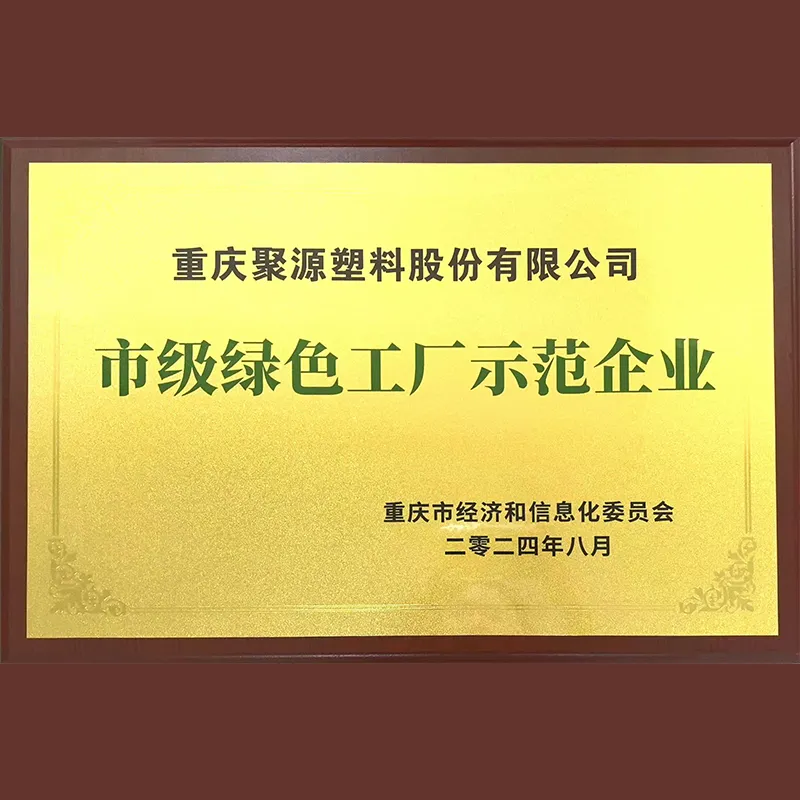 重庆聚源塑料股份有限公司
市级绿色工厂示范企业
重庆市经济和信息化委员会
二零二四年八月